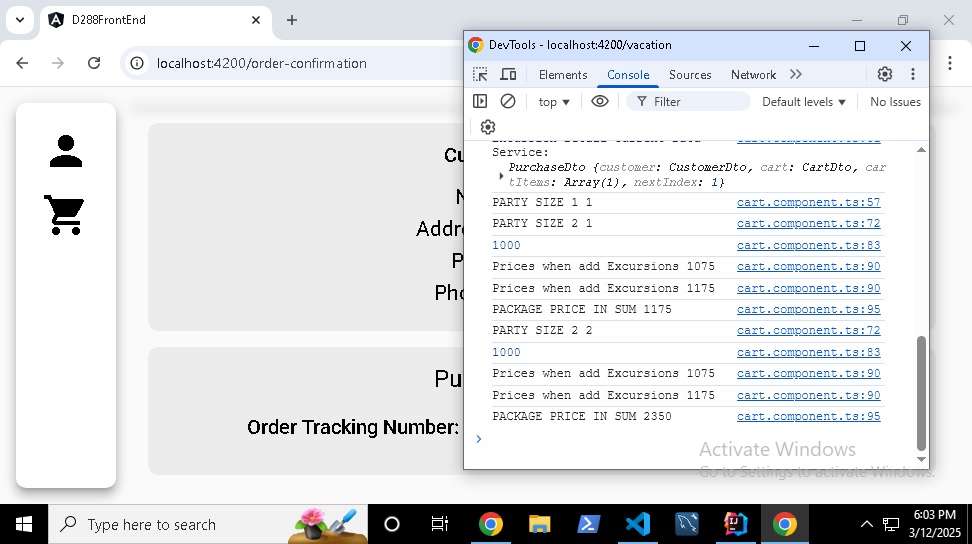 D288FrontEnd
localhost:4200/order-confirmation
DevTools - localhost:4200/vacation
Elements Console Sources Network
top Filter Default levels No Issues
Service:
PurchaseDto {customer: CustomerDto, cart: CartDto, car
tItems: Array(1), nextIndex: 1}
PARTY SIZE 1 1 cart.component.ts:57
PARTY SIZE 2 1 cart.component.ts:72
1000 cart.component.ts:83
Prices when add Excursions 1075 cart.component.ts:90
Prices when add Excursions 1175 cart.component.ts:90
PACKAGE PRICE IN SUM 1175 cart.component.ts:95
PARTY SIZE 2 2 cart.component.ts:72
1000 cart.component.ts:83
Prices when add Excursions 1075 cart.component.ts:90
Prices when add Excursions 1175 cart.component.ts:90
PACKAGE PRICE IN SUM 2350 cart.component.ts:95
Cu
N
Addre
P
Pho
Pu
Order Tracking Number:
Activate Windows
Go to Settings to activate Windows.
Type here to search
6:03 PM
3/12/2025